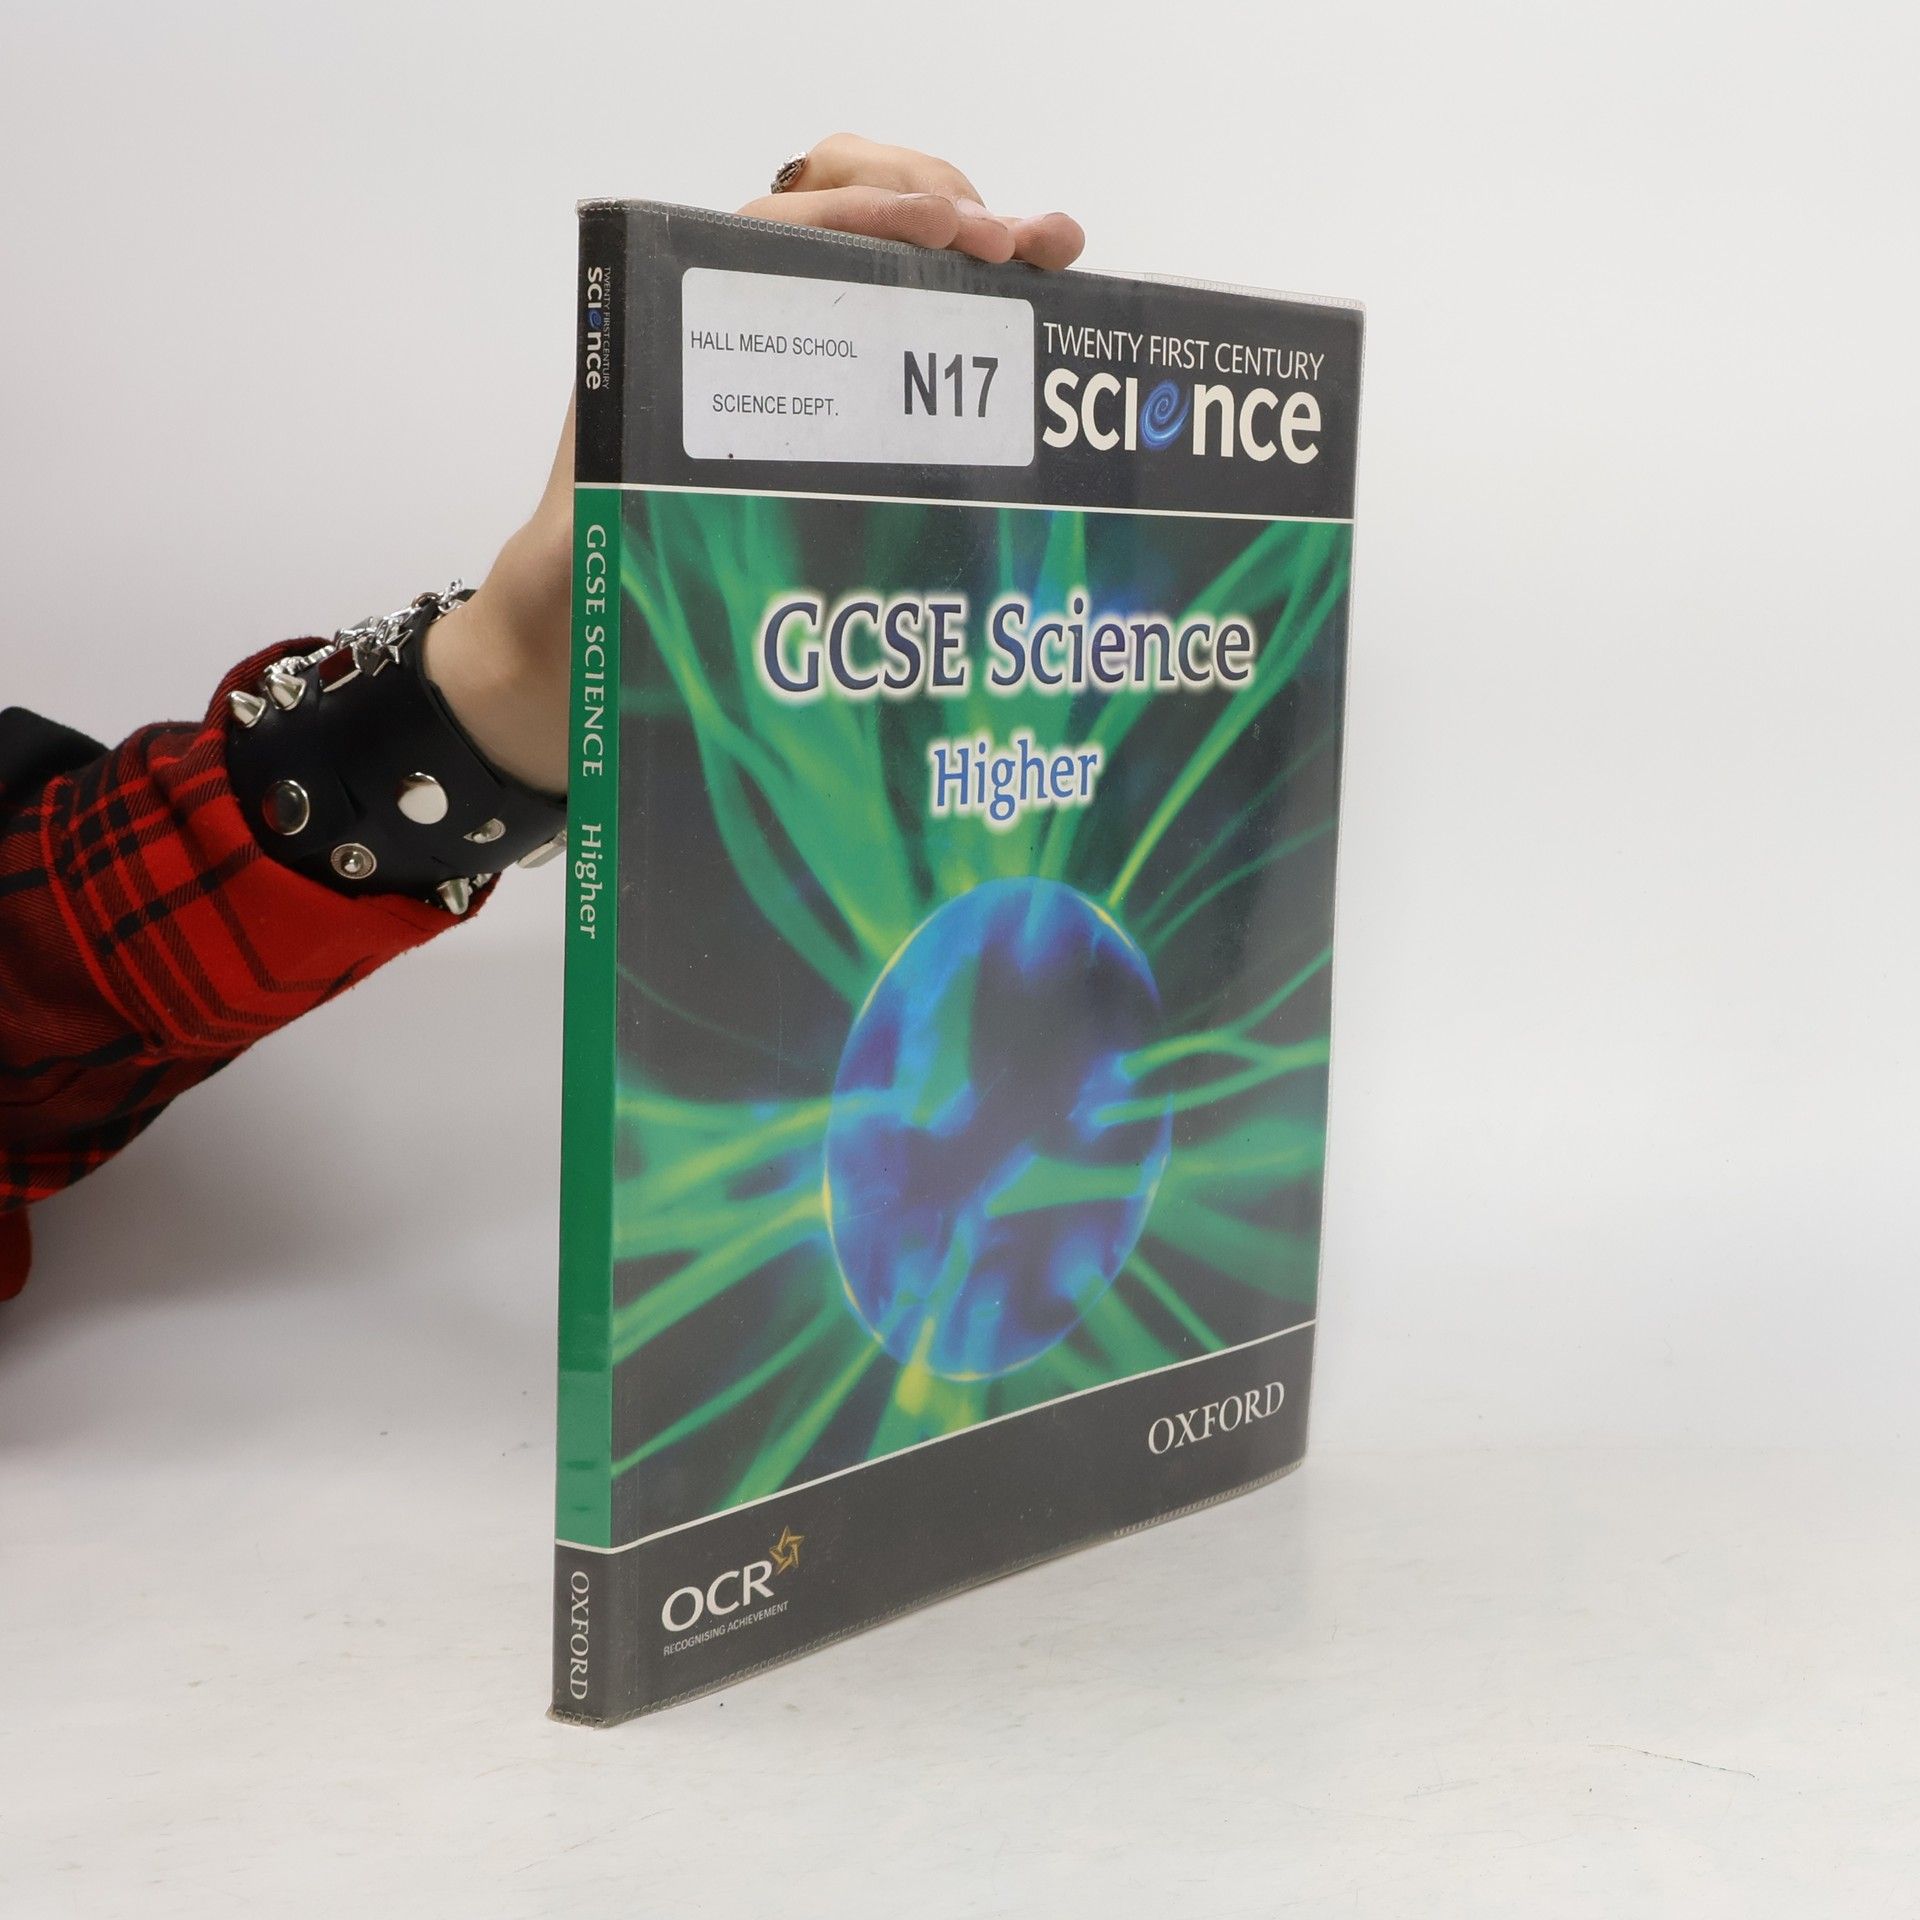 TWENTY FIRST CENTURY
science
GCSE SCIENCE Higher
OXFORD
HALL MEAD SCHOOL
SCIENCE DEPT.
N17
TWENTY FIRST CENTURY
science
GCSE Science
Higher
OXFORD
OCR
RECOGNISING ACHIEVEMENT